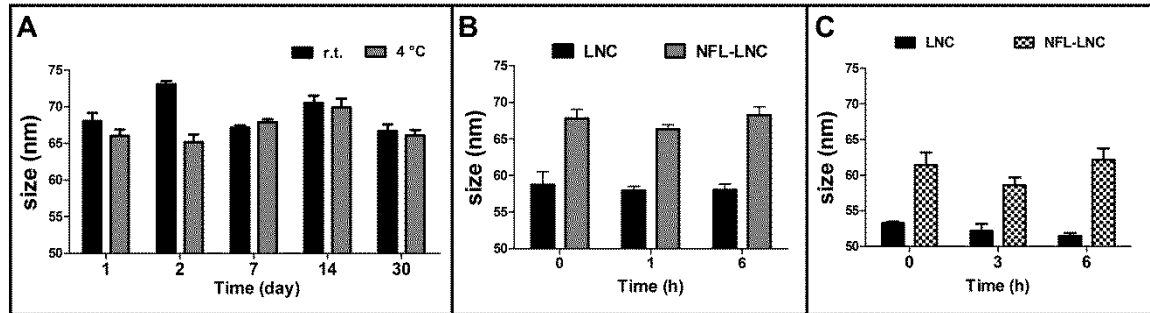 A
r.t. 4 °C
size (nm)
75
70
65
60
55
50
1 2 7 14 30
Time (day)
B
LNC NFL-LNC
size (nm)
75
70
65
60
55
50
0 1 6
Time (h)
C
LNC NFL-LNC
size (nm)
80
75
70
65
60
55
50
0 3 6
Time (h)